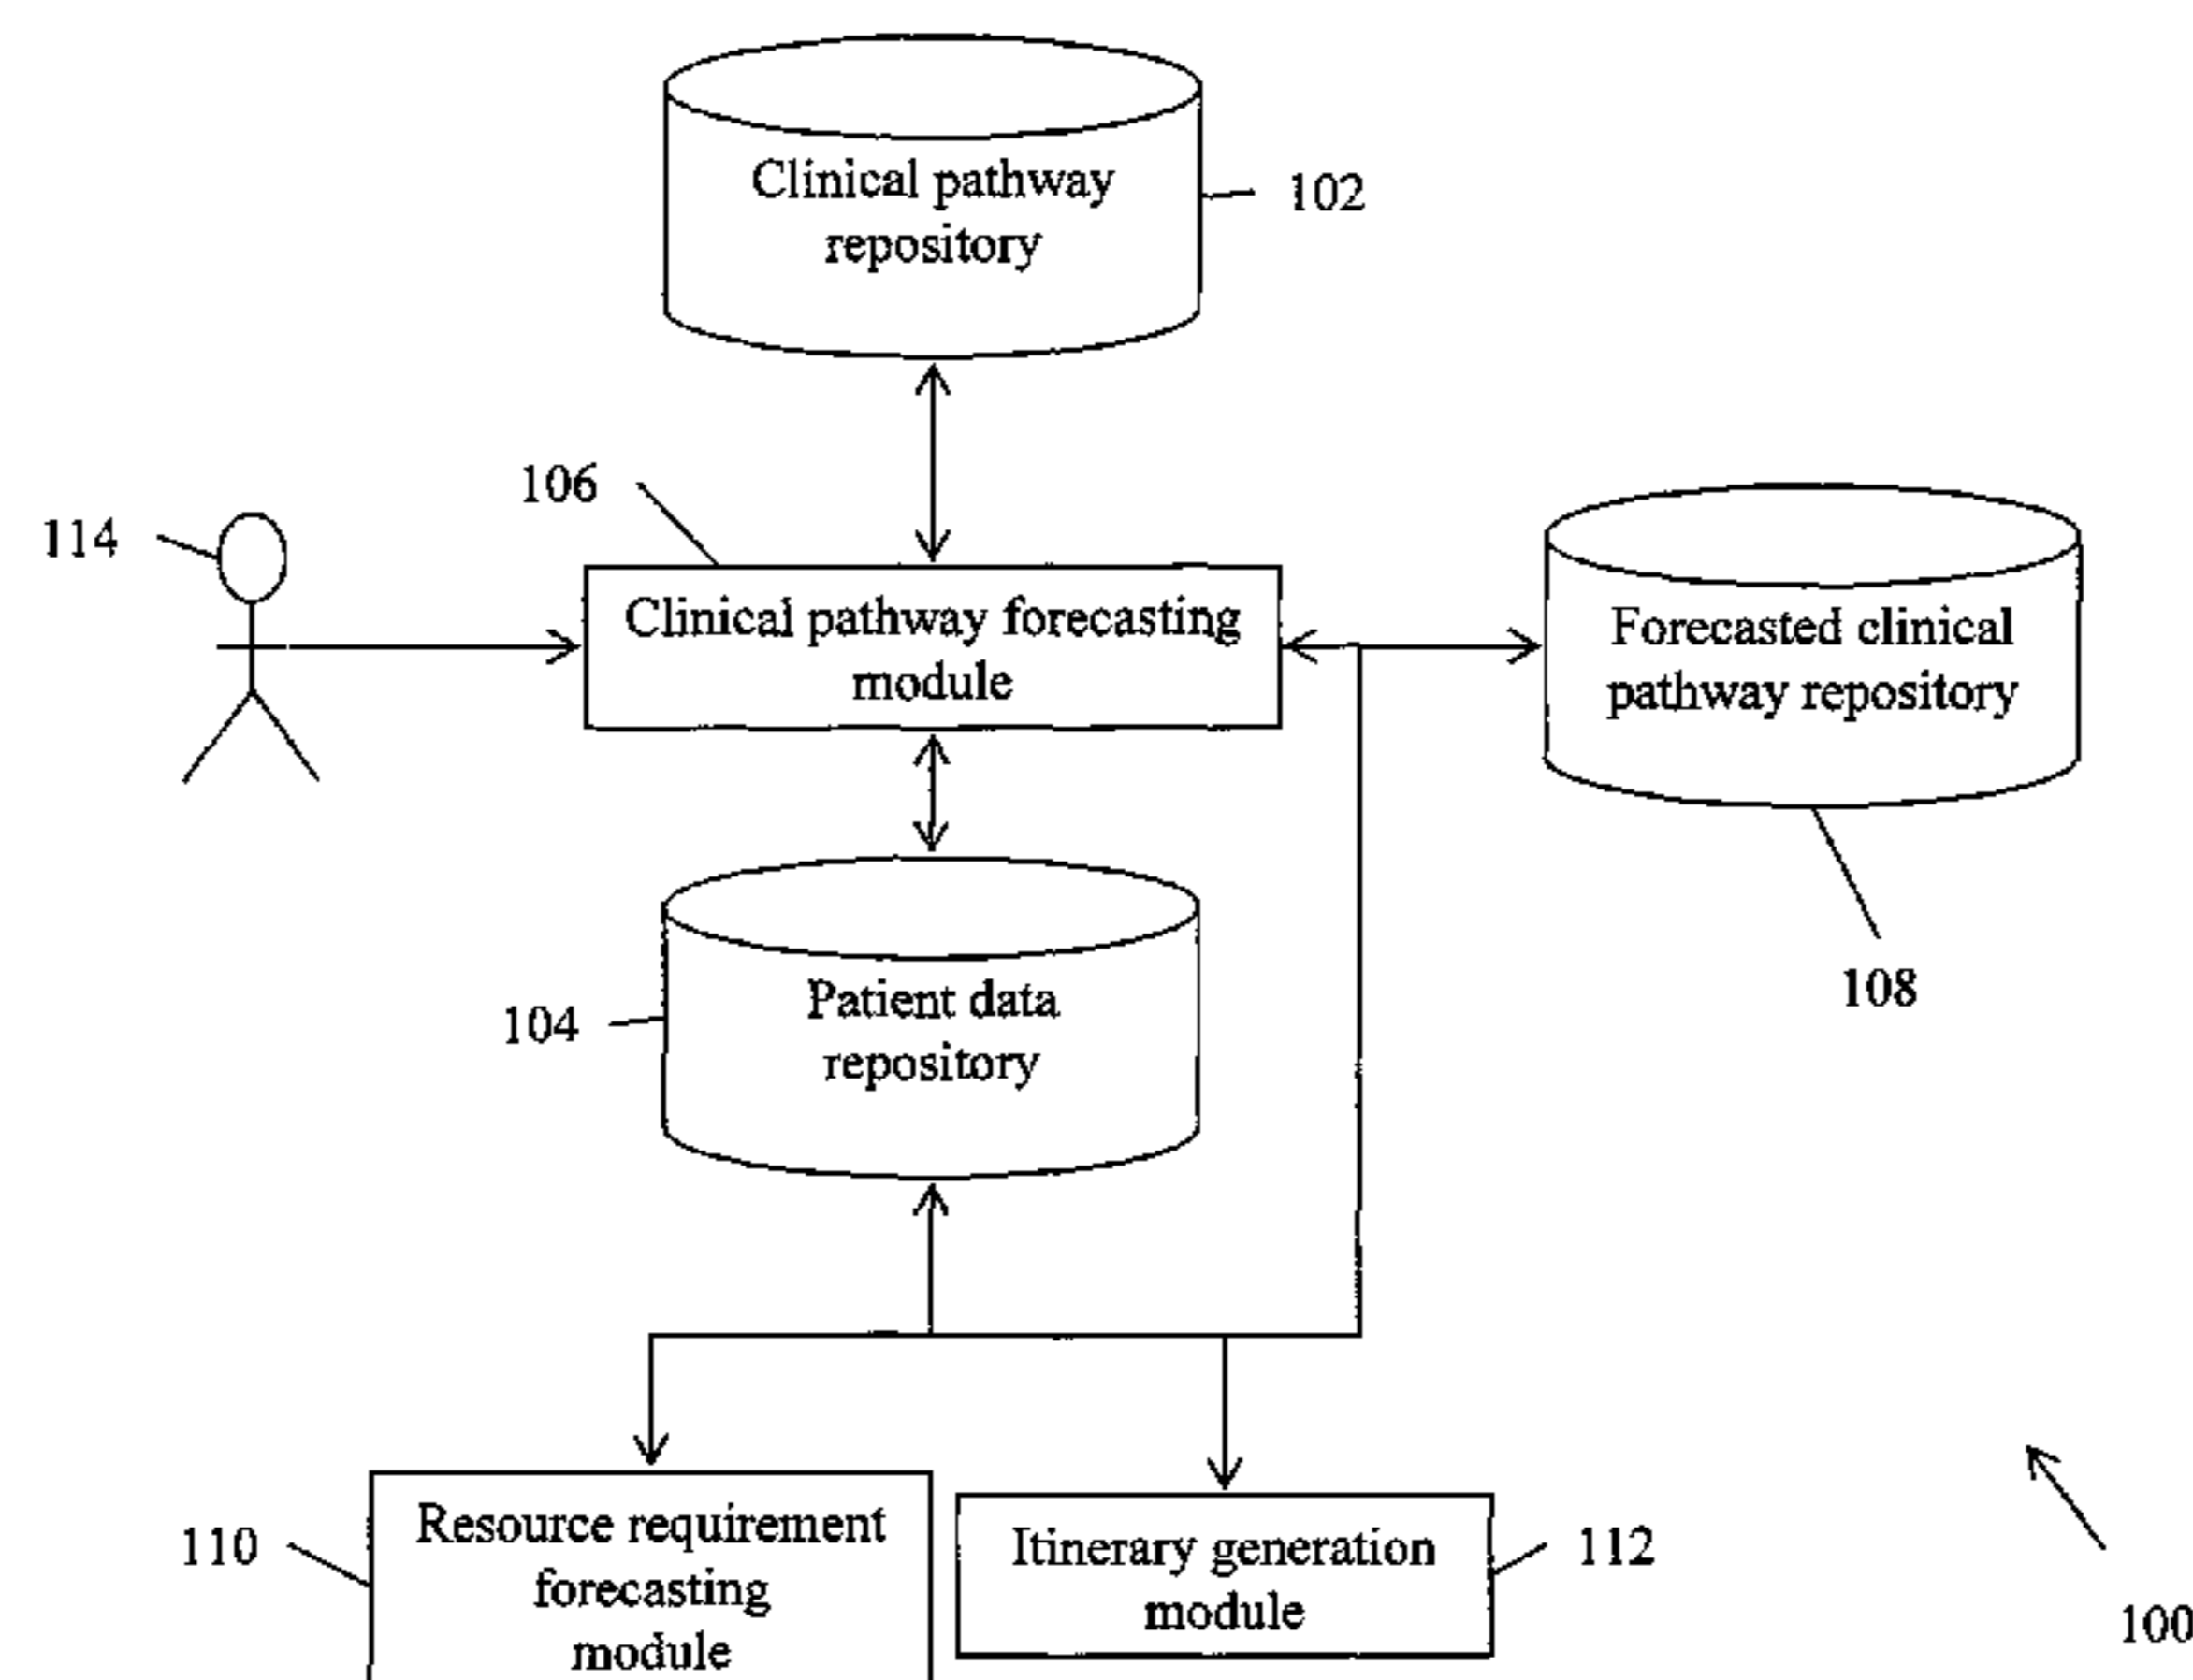 Clinical pathway
repository
102
106
114
Clinical pathway forecasting
module
Forecasted clinical
pathway repository
108
Patient data
repository
104
110
Resource requirement
forecasting
module
Itinerary generation
module
112
100